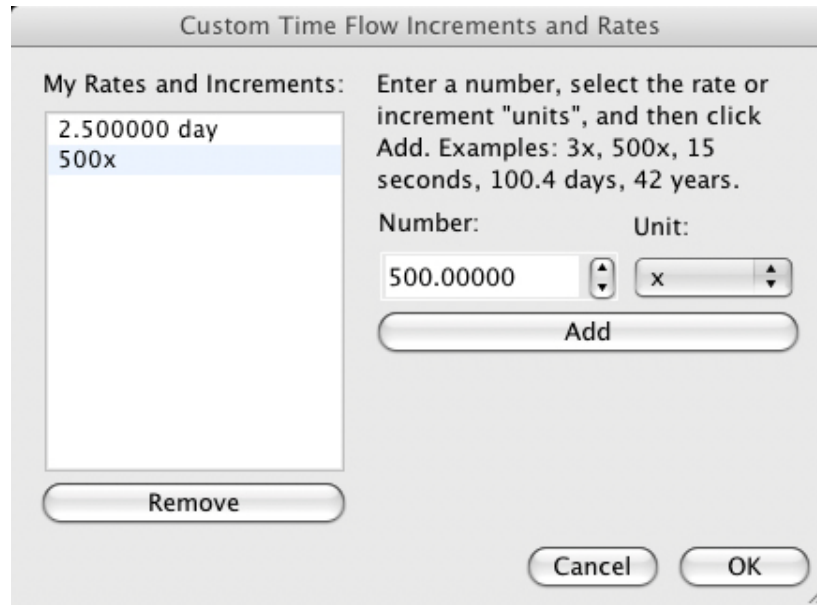 Custom Time Flow Increments and Rates
My Rates and Increments:
2.500000 day
500x
Remove
Enter a number, select the rate or
increment "units", and then click
Add. Examples: 3x, 500x, 15
seconds, 100.4 days, 42 years.
Number:
Unit:
500.00000
x
Add
Cancel
OK